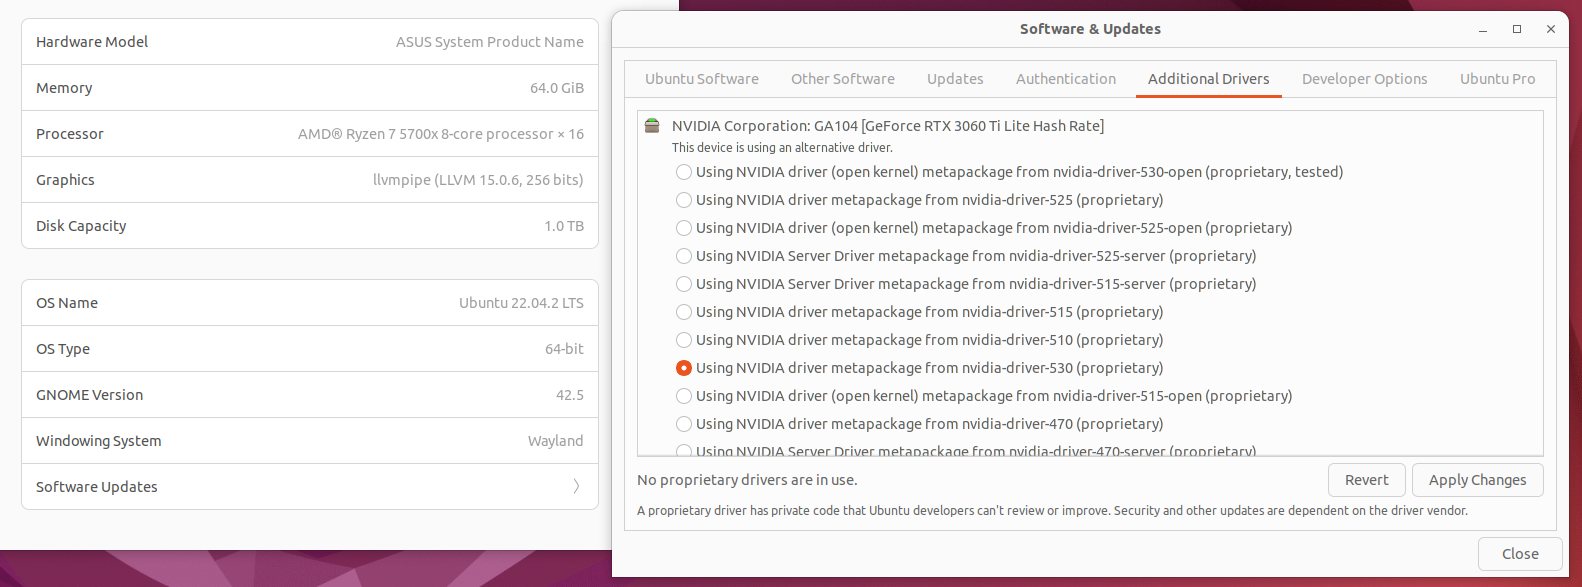 Hardware Model ASUS System Product Name
Memory 64.0 GiB
Processor AMD® Ryzen 7 5700x 8-core processor × 16
Graphics llvmpipe (LLVM 15.0.6, 256 bits)
Disk Capacity 1.0 TB
OS Name Ubuntu 22.04.2 LTS
OS Type 64-bit
GNOME Version 42.5
Windowing System Wayland
Software Updates
Software & Updates
Ubuntu Software Other Software Updates Authentication Additional Drivers Developer Options Ubuntu Pro
NVIDIA Corporation: GA104 [GeForce RTX 3060 Ti Lite Hash Rate]
This device is using an alternative driver.
Using NVIDIA driver (open kernel) metapackage from nvidia-driver-530-open (proprietary, tested)
Using NVIDIA driver metapackage from nvidia-driver-525 (proprietary)
Using NVIDIA driver (open kernel) metapackage from nvidia-driver-525-open (proprietary)
Using NVIDIA Server Driver metapackage from nvidia-driver-525-server (proprietary)
Using NVIDIA Server Driver metapackage from nvidia-driver-515-server (proprietary)
Using NVIDIA driver metapackage from nvidia-driver-515 (proprietary)
Using NVIDIA driver metapackage from nvidia-driver-510 (proprietary)
Using NVIDIA driver metapackage from nvidia-driver-530 (proprietary)
Using NVIDIA driver (open kernel) metapackage from nvidia-driver-515-open (proprietary)
Using NVIDIA driver metapackage from nvidia-driver-470 (proprietary)
Using NVIDIA Server Driver metapackage from nvidia-driver-470-server (proprietary)
No proprietary drivers are in use.
Revert Apply Changes
A proprietary driver has private code that Ubuntu developers can't review or improve. Security and other updates are dependent on the driver vendor.
Close